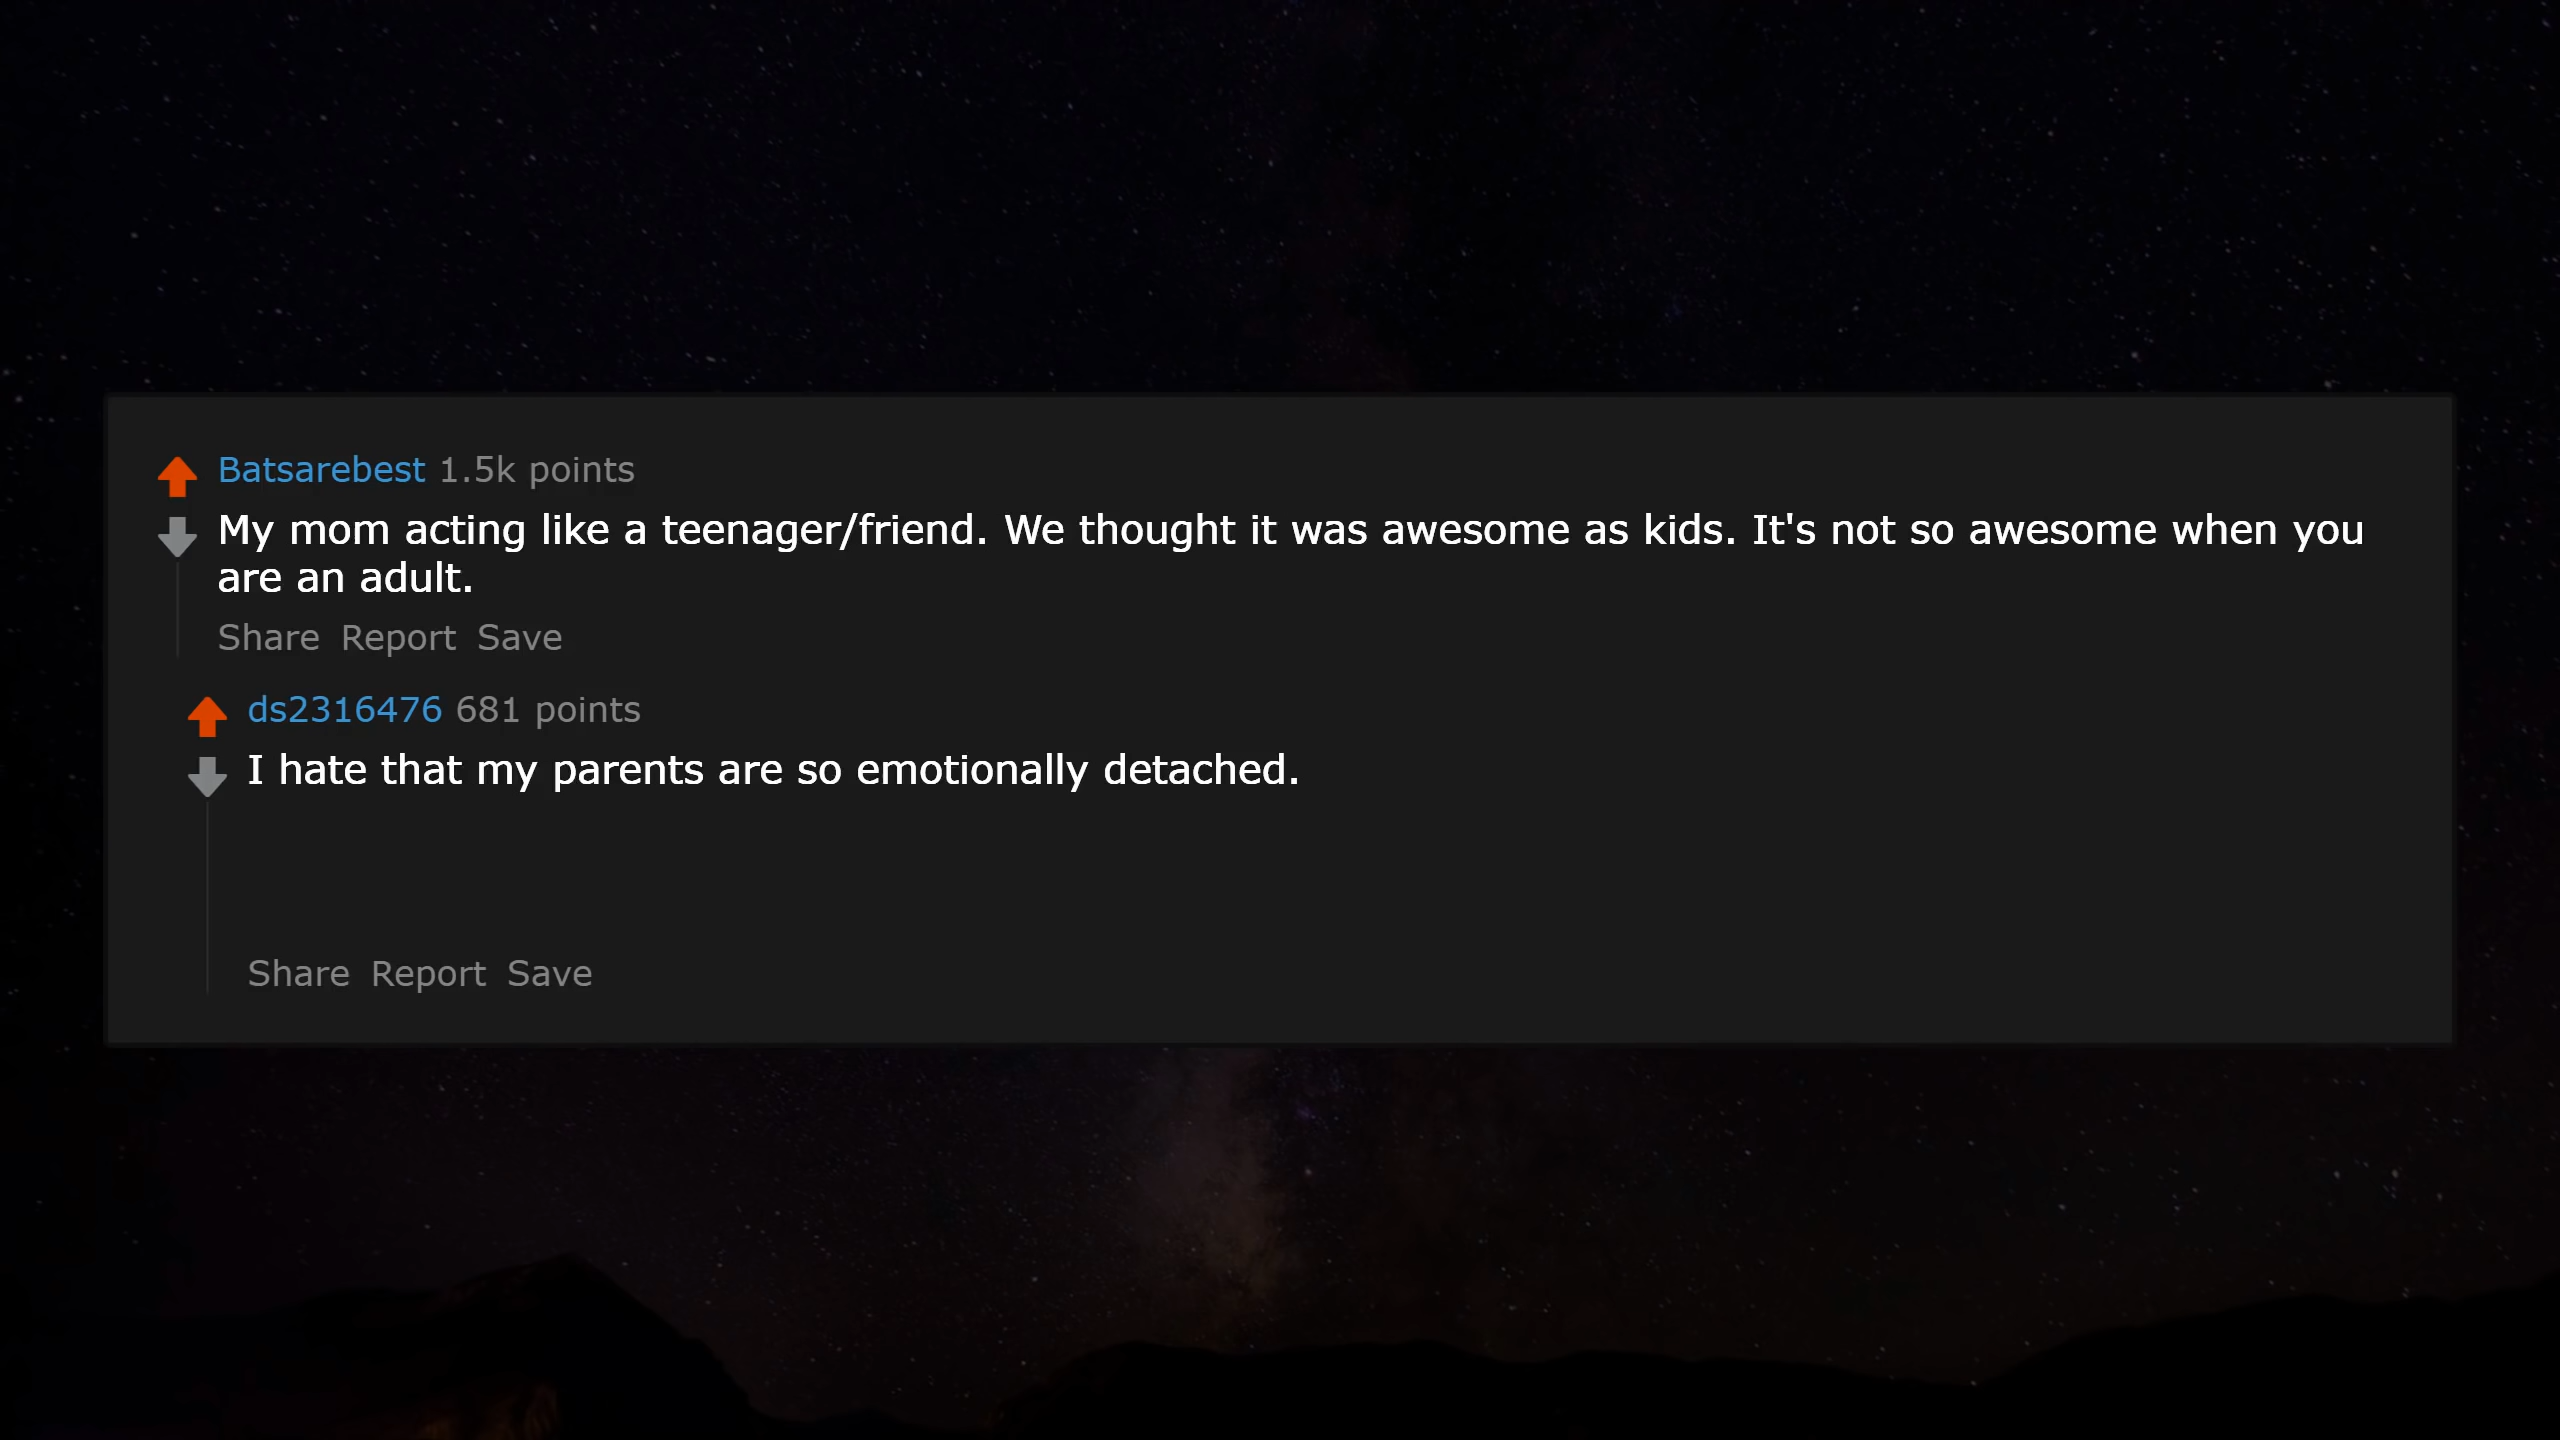 Batsarebest 1.5k points
My mom acting like a teenager/friend. We thought it was awesome as kids. It's not so awesome when you
are an adult.
Share Report Save
ds2316476 681 points
I hate that my parents are so emotionally detached.
Share Report Save